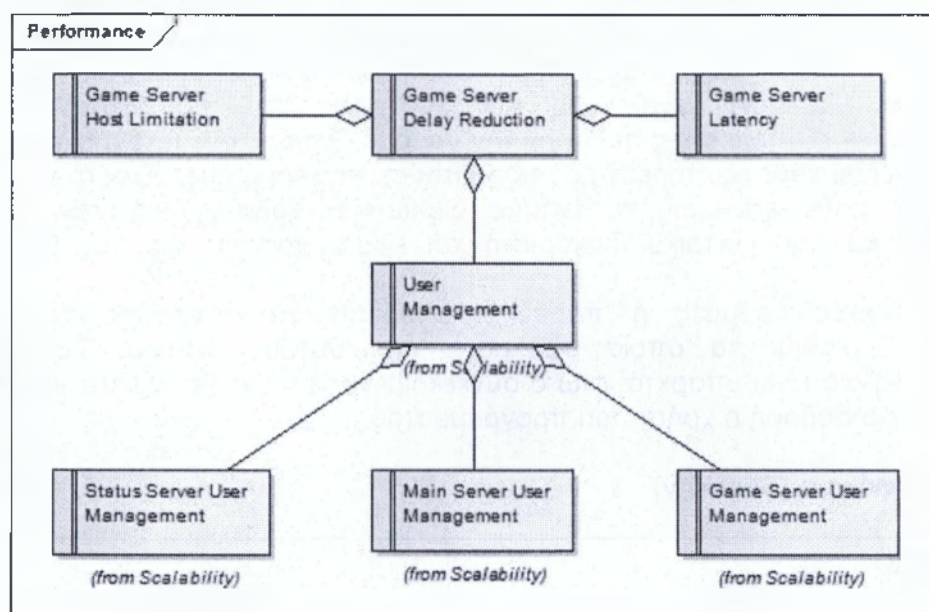 Performance
Game Server
Host Limitation
Game Server
Delay Reduction
Game Server
Latency
User
Management
(from Scalability)
Status Server User
Management
(from Scalability)
Main Server User
Management
(from Scalability)
Game Server User
Management
(from Scalability)